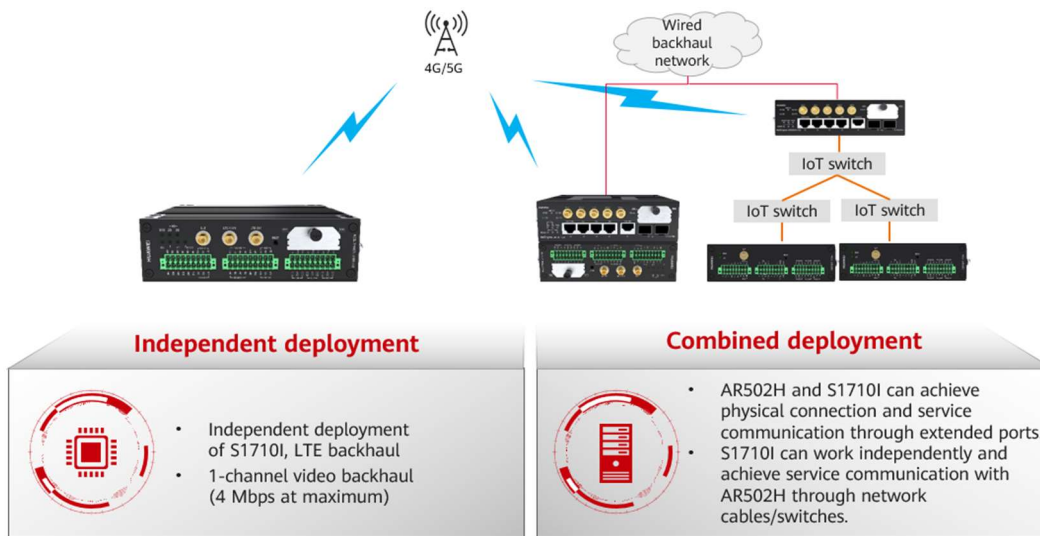 4G/5G
Wired
backhaul
network
IoT switch
IoT switch
IoT switch
Independent deployment
• Independent deployment
of S1710I, LTE backhaul
• 1-channel video backhaul
(4 Mbps at maximum)
Combined deployment
• AR502H and S1710I can achieve
physical connection and service
communication through extended ports.
• S1710I can work independently and
achieve service communication with
AR502H through network
cables/switches.